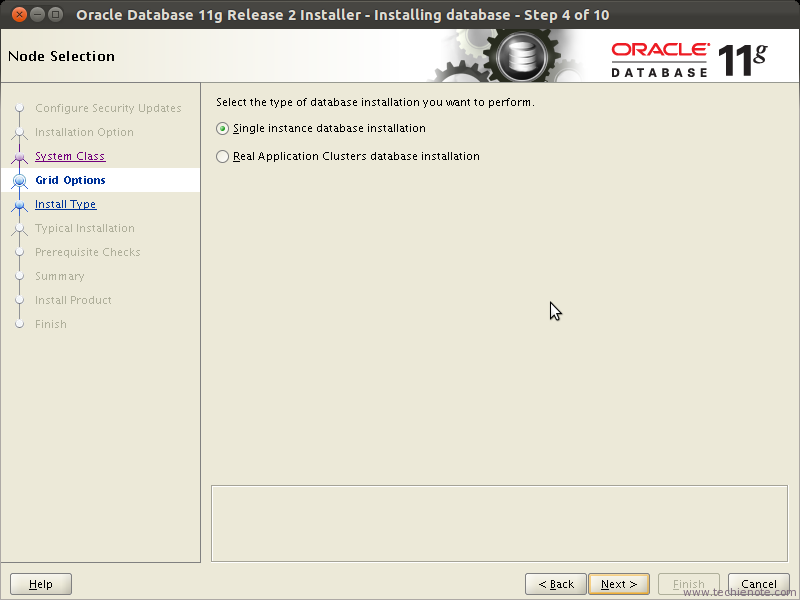 Oracle Database 11g Release 2 Installer - Installing database - Step 4 of 10
Node Selection
ORACLE
DATABASE 11g
Configure Security Updates
Installation Option
System Class
Grid Options
Install Type
Typical Installation
Prerequisite Checks
Summary
Install Product
Finish
Select the type of database installation you want to perform.
Single instance database installation
Real Application Clusters database installation
Help
< Back
Next >
Finish
Cancel
www.techienote.com